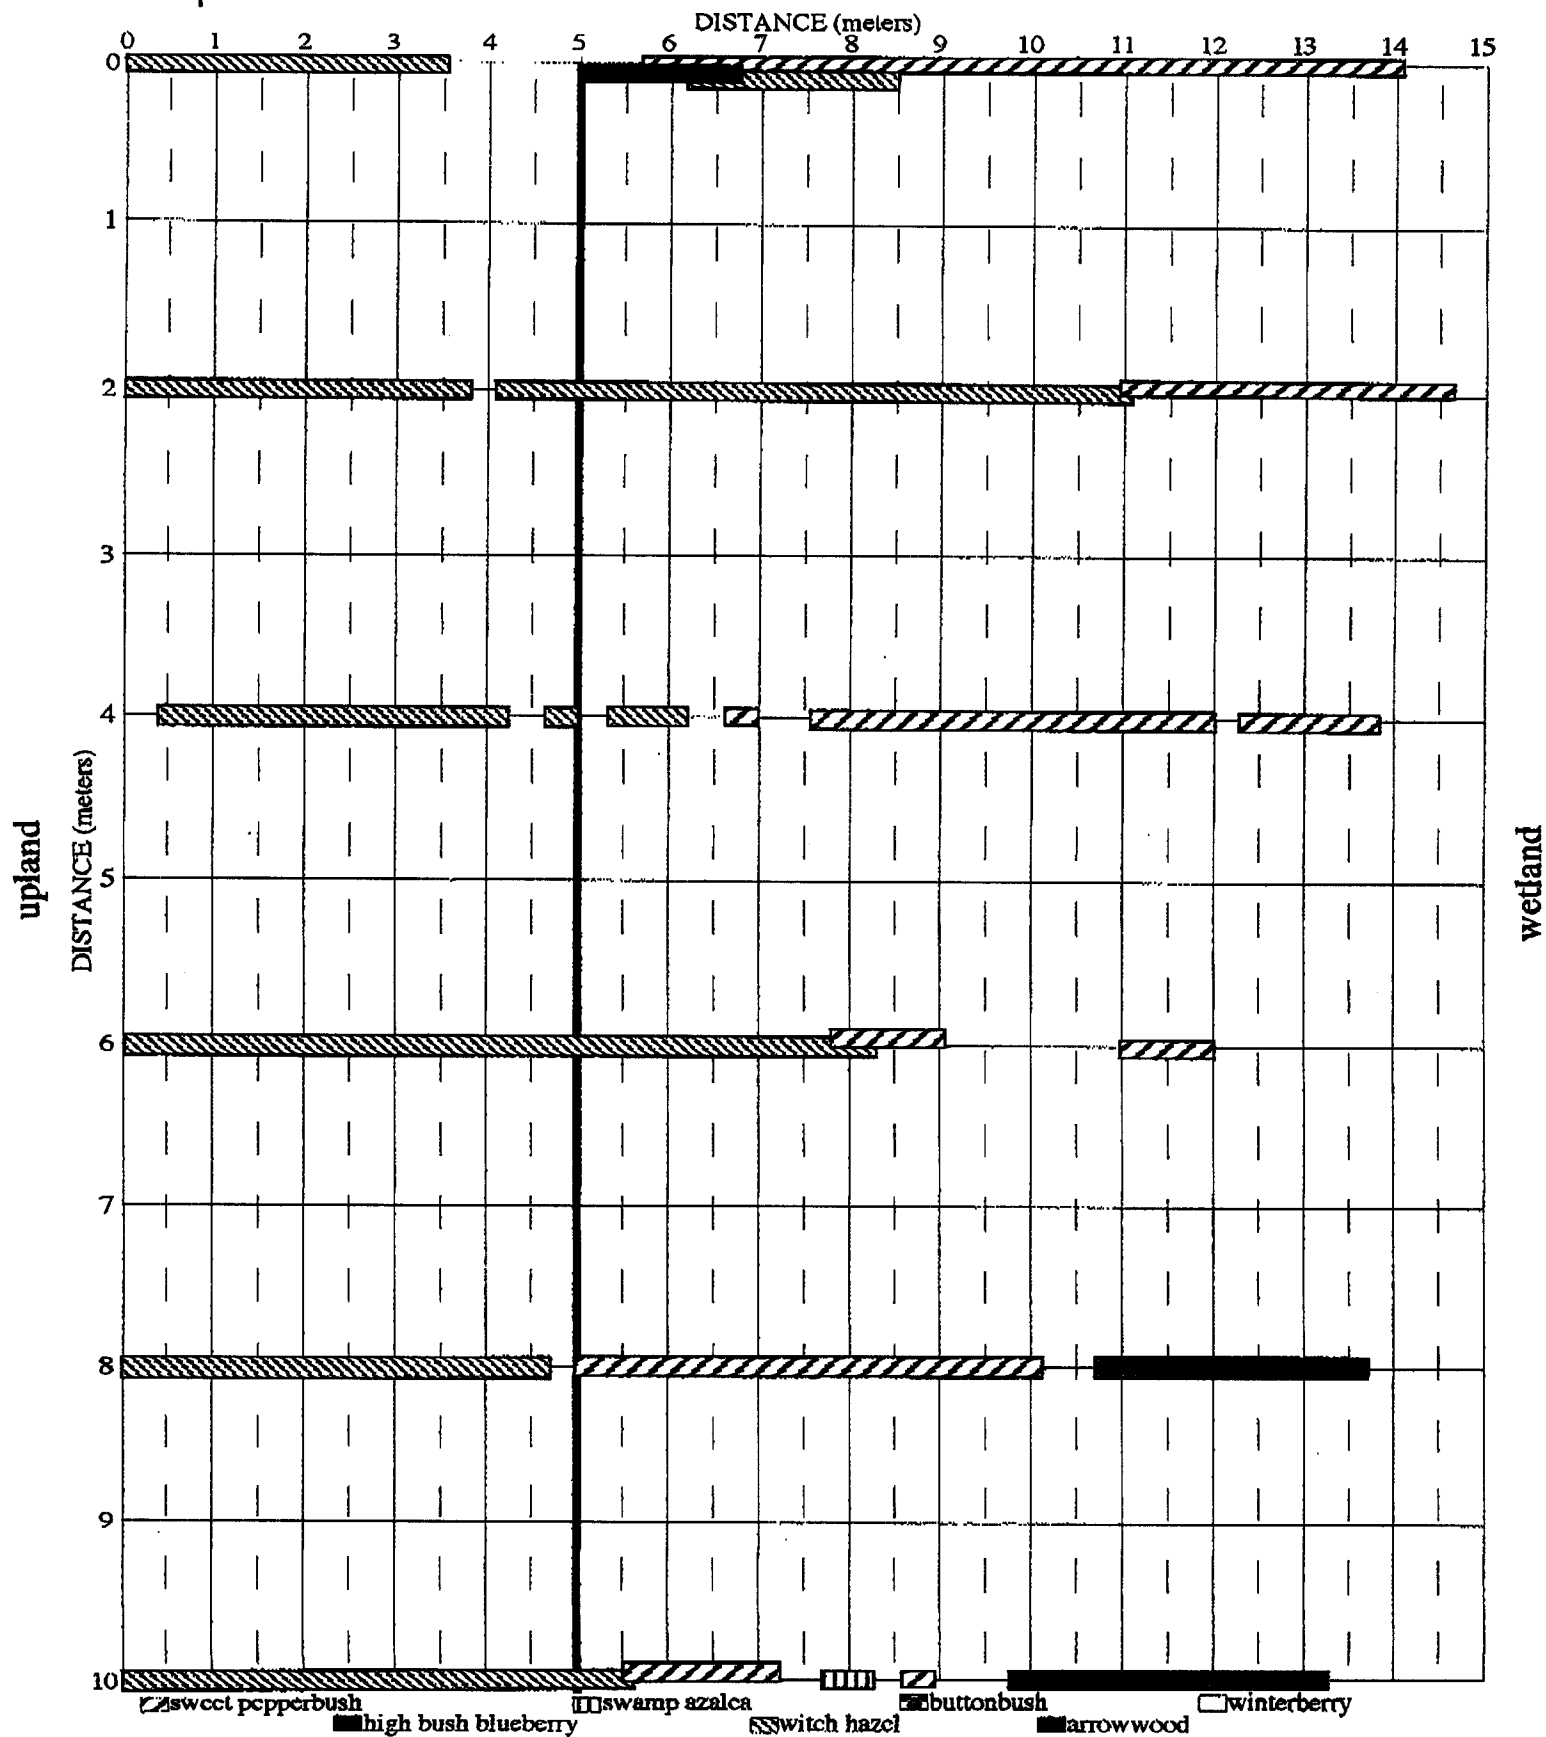 DISTANCE (meters)
0 1 2 3 4 5 6 7 8 9 10 11 12 13 14 15
0
1
2
3
4
5
6
7
8
9
10
DISTANCE (meters)
upland
wetland
sweet pepperbush swamp azalea buttonbush winterberry
high bush blueberry witch hazel arrowwood